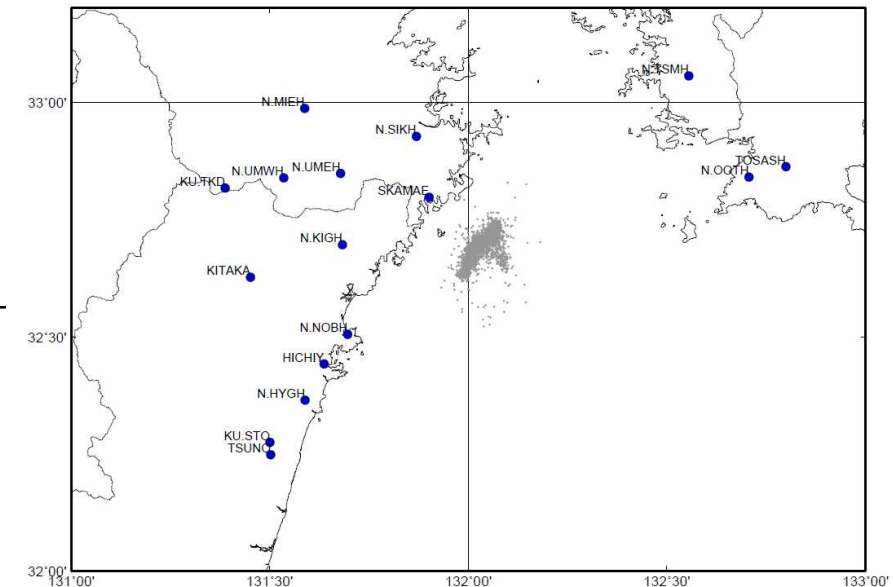 N.TSMH
33°00'
N.MIEH
N.SIKH
TOSASH
N.OOTH
N.UMEH
N.UMWH
KU.TKD
SKAMAE
N.KIGH
KITAKA
N.NOBH
32°30'
HICHIY
N.HYGH
KU.STO
TSUNO
32°00'
131°00'
131°30'
132°00'
132°30'
133°00'